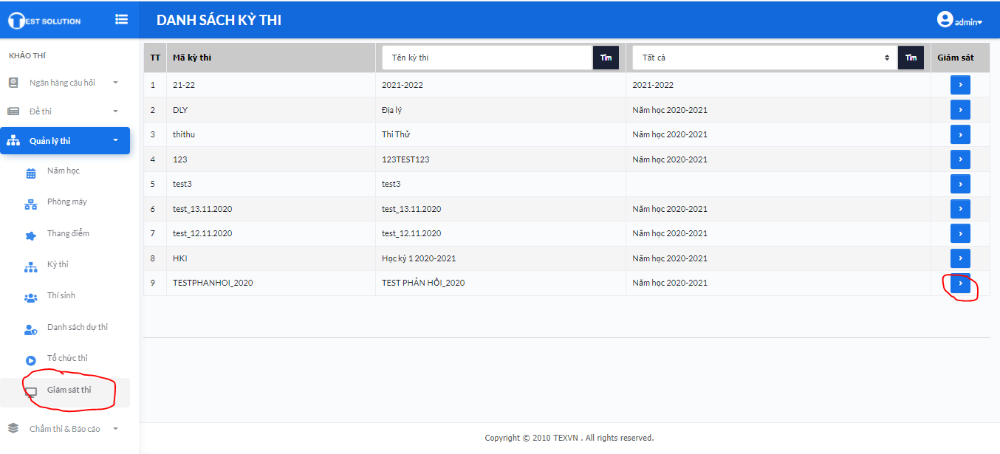 TEST SOLUTION
DANH SÁCH KỲ THI
admin
KHẢO THÍ
Ngân hàng câu hỏi
Đề thi
Quản lý thi
Năm học
Phòng máy
Thang điểm
Kỳ thi
Thí sinh
Danh sách dự thi
Tổ chức thi
Giám sát thi
Chấm thi & Báo cáo
TT Mã kỳ thi Tên kỳ thi Tìm Tất cả Tìm Giám sát
1 21-22 2021-2022 2021-2022
2 DLY Địa lý Năm học 2020-2021
3 thithu Thi Thử Năm học 2020-2021
4 123 123TEST123 Năm học 2020-2021
5 test3 test3
6 test_13.11.2020 test_13.11.2020 Năm học 2020-2021
7 test_12.11.2020 test_12.11.2020 Năm học 2020-2021
8 HKI Học kỳ 1 2020-2021 Năm học 2020-2021
9 TESTPHANHOI_2020 TEST PHẢN HỒI_2020 Năm học 2020-2021
Copyright © 2010 TEXVN . All rights reserved.